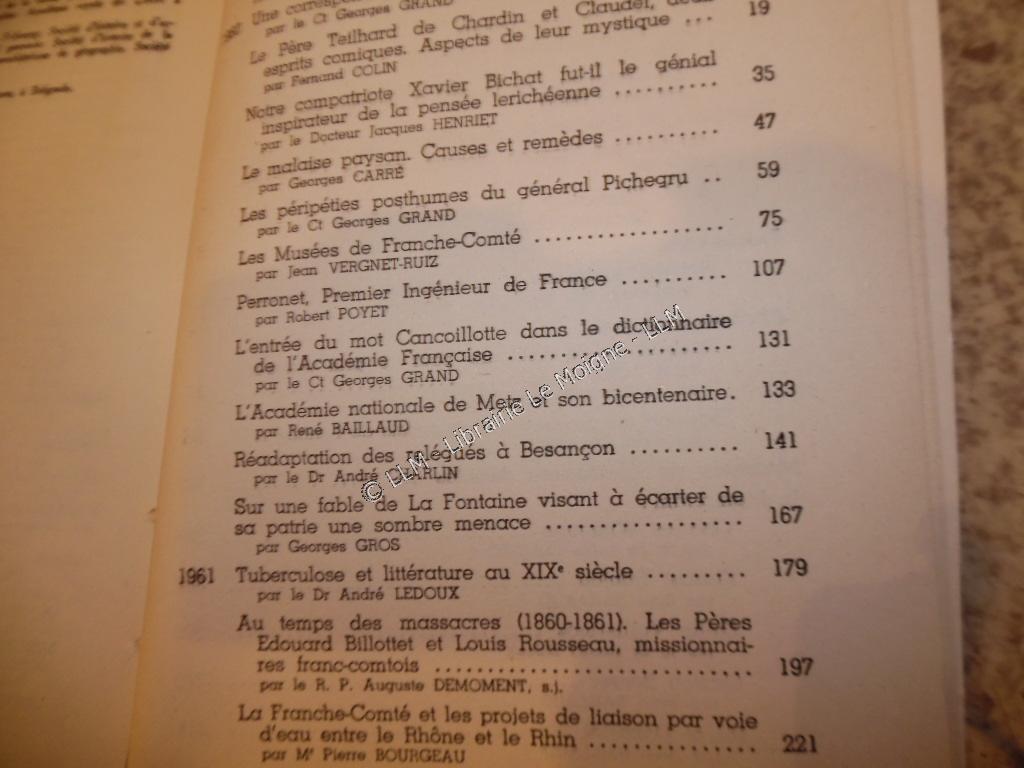 Une correspon
par le Ct Georges GRAND
Le Père Teilhard de Chardin et Claudel, deux
esprits comiques. Aspects de leur mystique ... 19
par Fernand COLIN
Notre compatriote Xavier Bichat fut-il le génial
inspirateur de la pensée lerichéenne .......... 35
par le Docteur Jacques HENRIET
Le malaise paysan. Causes et remèdes .......... 47
par Georges CARRÉ
Les péripéties posthumes du général Pichegru .. 59
par le Ct Georges GRAND
Les Musées de Franche-Comté .................. 75
par Jean VERGNET-RUIZ
Perronet, Premier Ingénieur de France .......... 107
par Robert POYET
L'entrée du mot Cancoillotte dans le dictionnaire
de l'Académie Française ..................... 131
par le Ct Georges GRAND
L'Académie nationale de Metz et son bicentenaire. 133
par René BAILLAUD
Réadaptation des relégués à Besançon .......... 141
par le Dr André
Sur une fable de La Fontaine visant à écarter de
sa patrie une sombre menace .................. 167
par Georges GROS
1961 Tuberculose et littérature au XIXe siècle ......... 179
par le Dr André LEDOUX
Au temps des massacres (1860-1861). Les Pères
Edouard Billottet et Louis Rousseau, missionnai-
res franc-comtois ............................ 197
par le R. P. Auguste DEMOMENT, s.j.
La Franche-Comté et les projets de liaison par voie
d'eau entre le Rhône et le Rhin ............... 221
par Me Pierre BOURGEAU
© LLM - Librairie Le Moigne - LLM